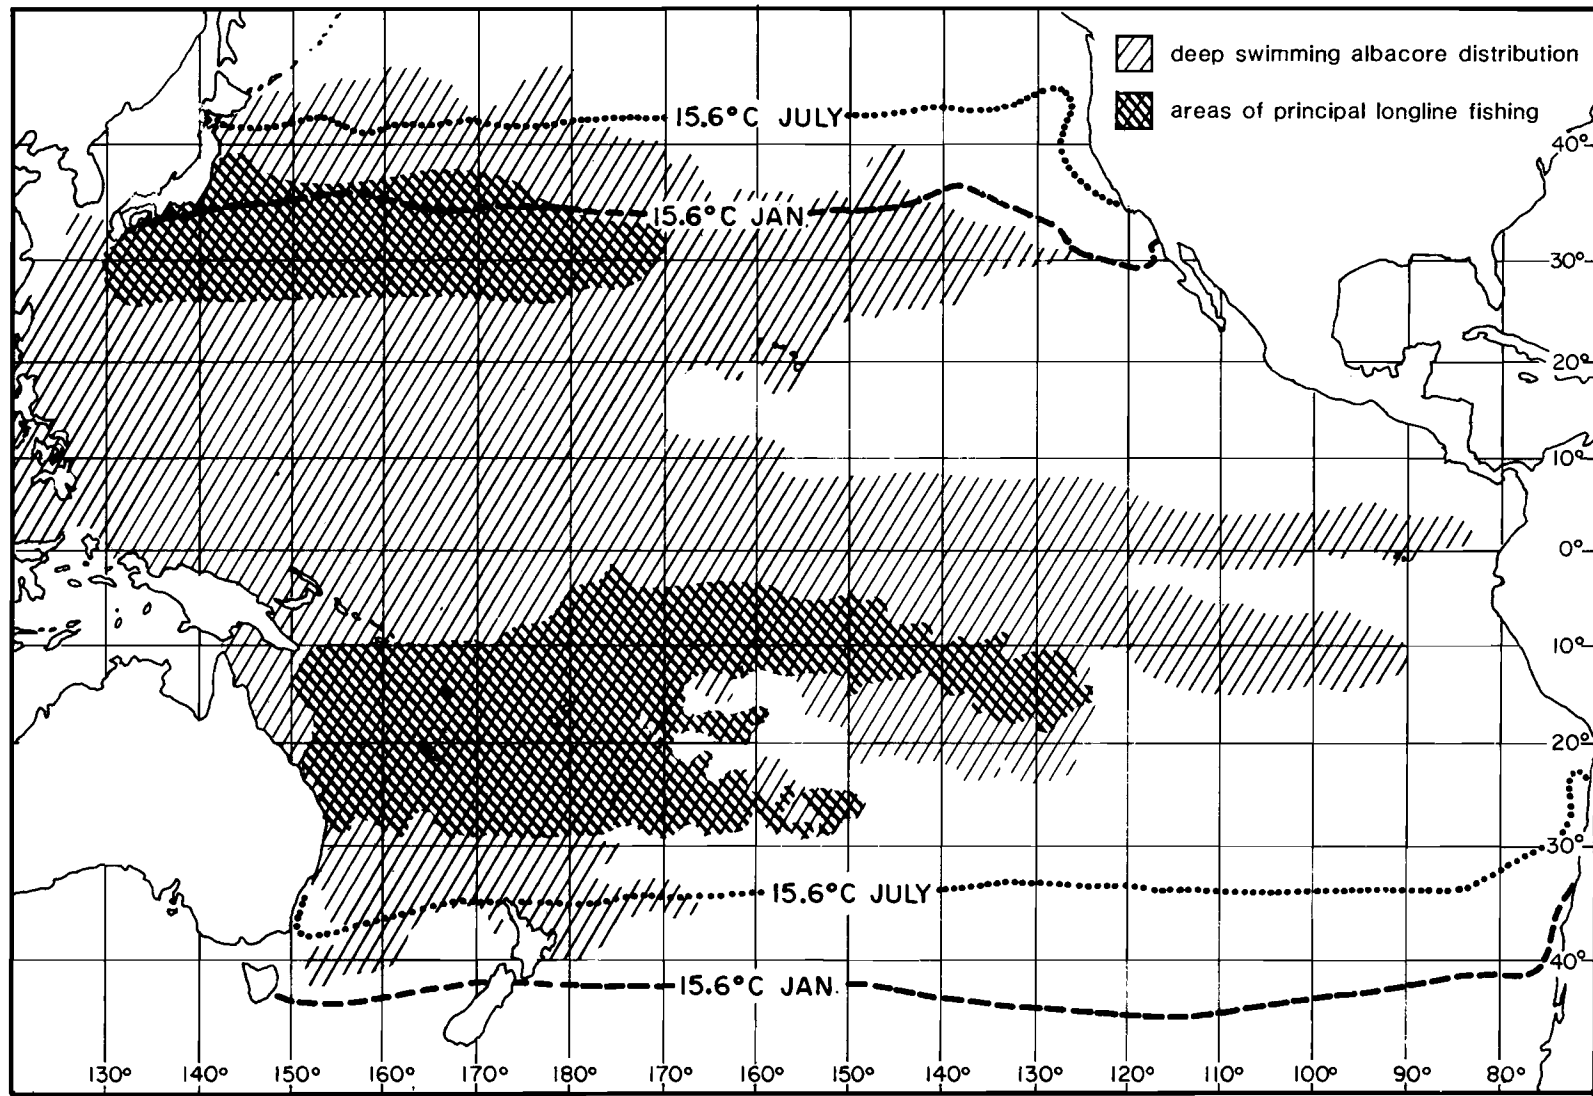 deep swimming albacore distribution
areas of principal longline fishing
15.6°C JULY
40°
15.6°C JAN.
30°
20°
10°
0°
10°
20°
30°
15.6°C JULY
40°
15.6°C JAN.
130° 140° 150° 160° 170° 180° 170° 160° 150° 140° 130° 120° 110° 100° 90° 80°